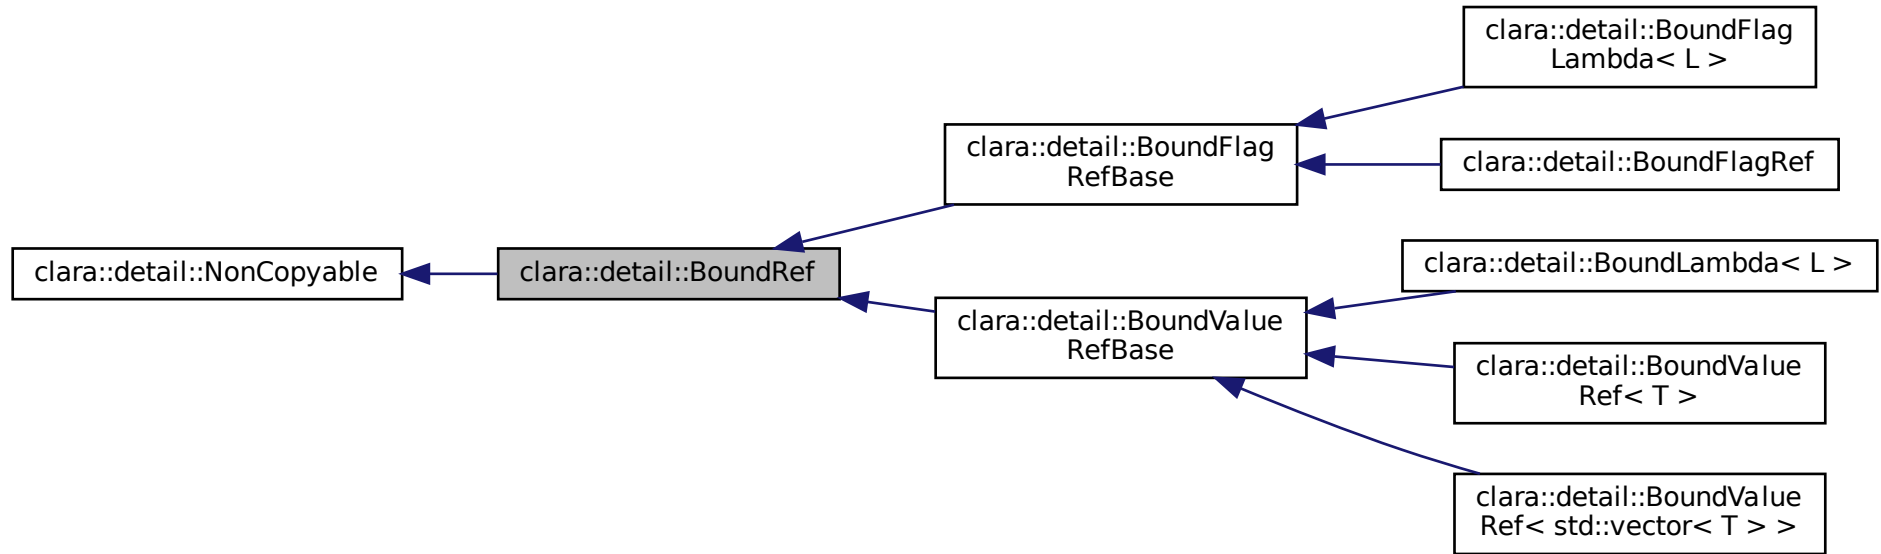 clara::detail::NonCopyable
clara::detail::BoundRef
clara::detail::BoundFlag
RefBase
clara::detail::BoundValue
RefBase
clara::detail::BoundFlag
Lambda< L >
clara::detail::BoundFlagRef
clara::detail::BoundLambda< L >
clara::detail::BoundValue
Ref< T >
clara::detail::BoundValue
Ref< std::vector< T > >